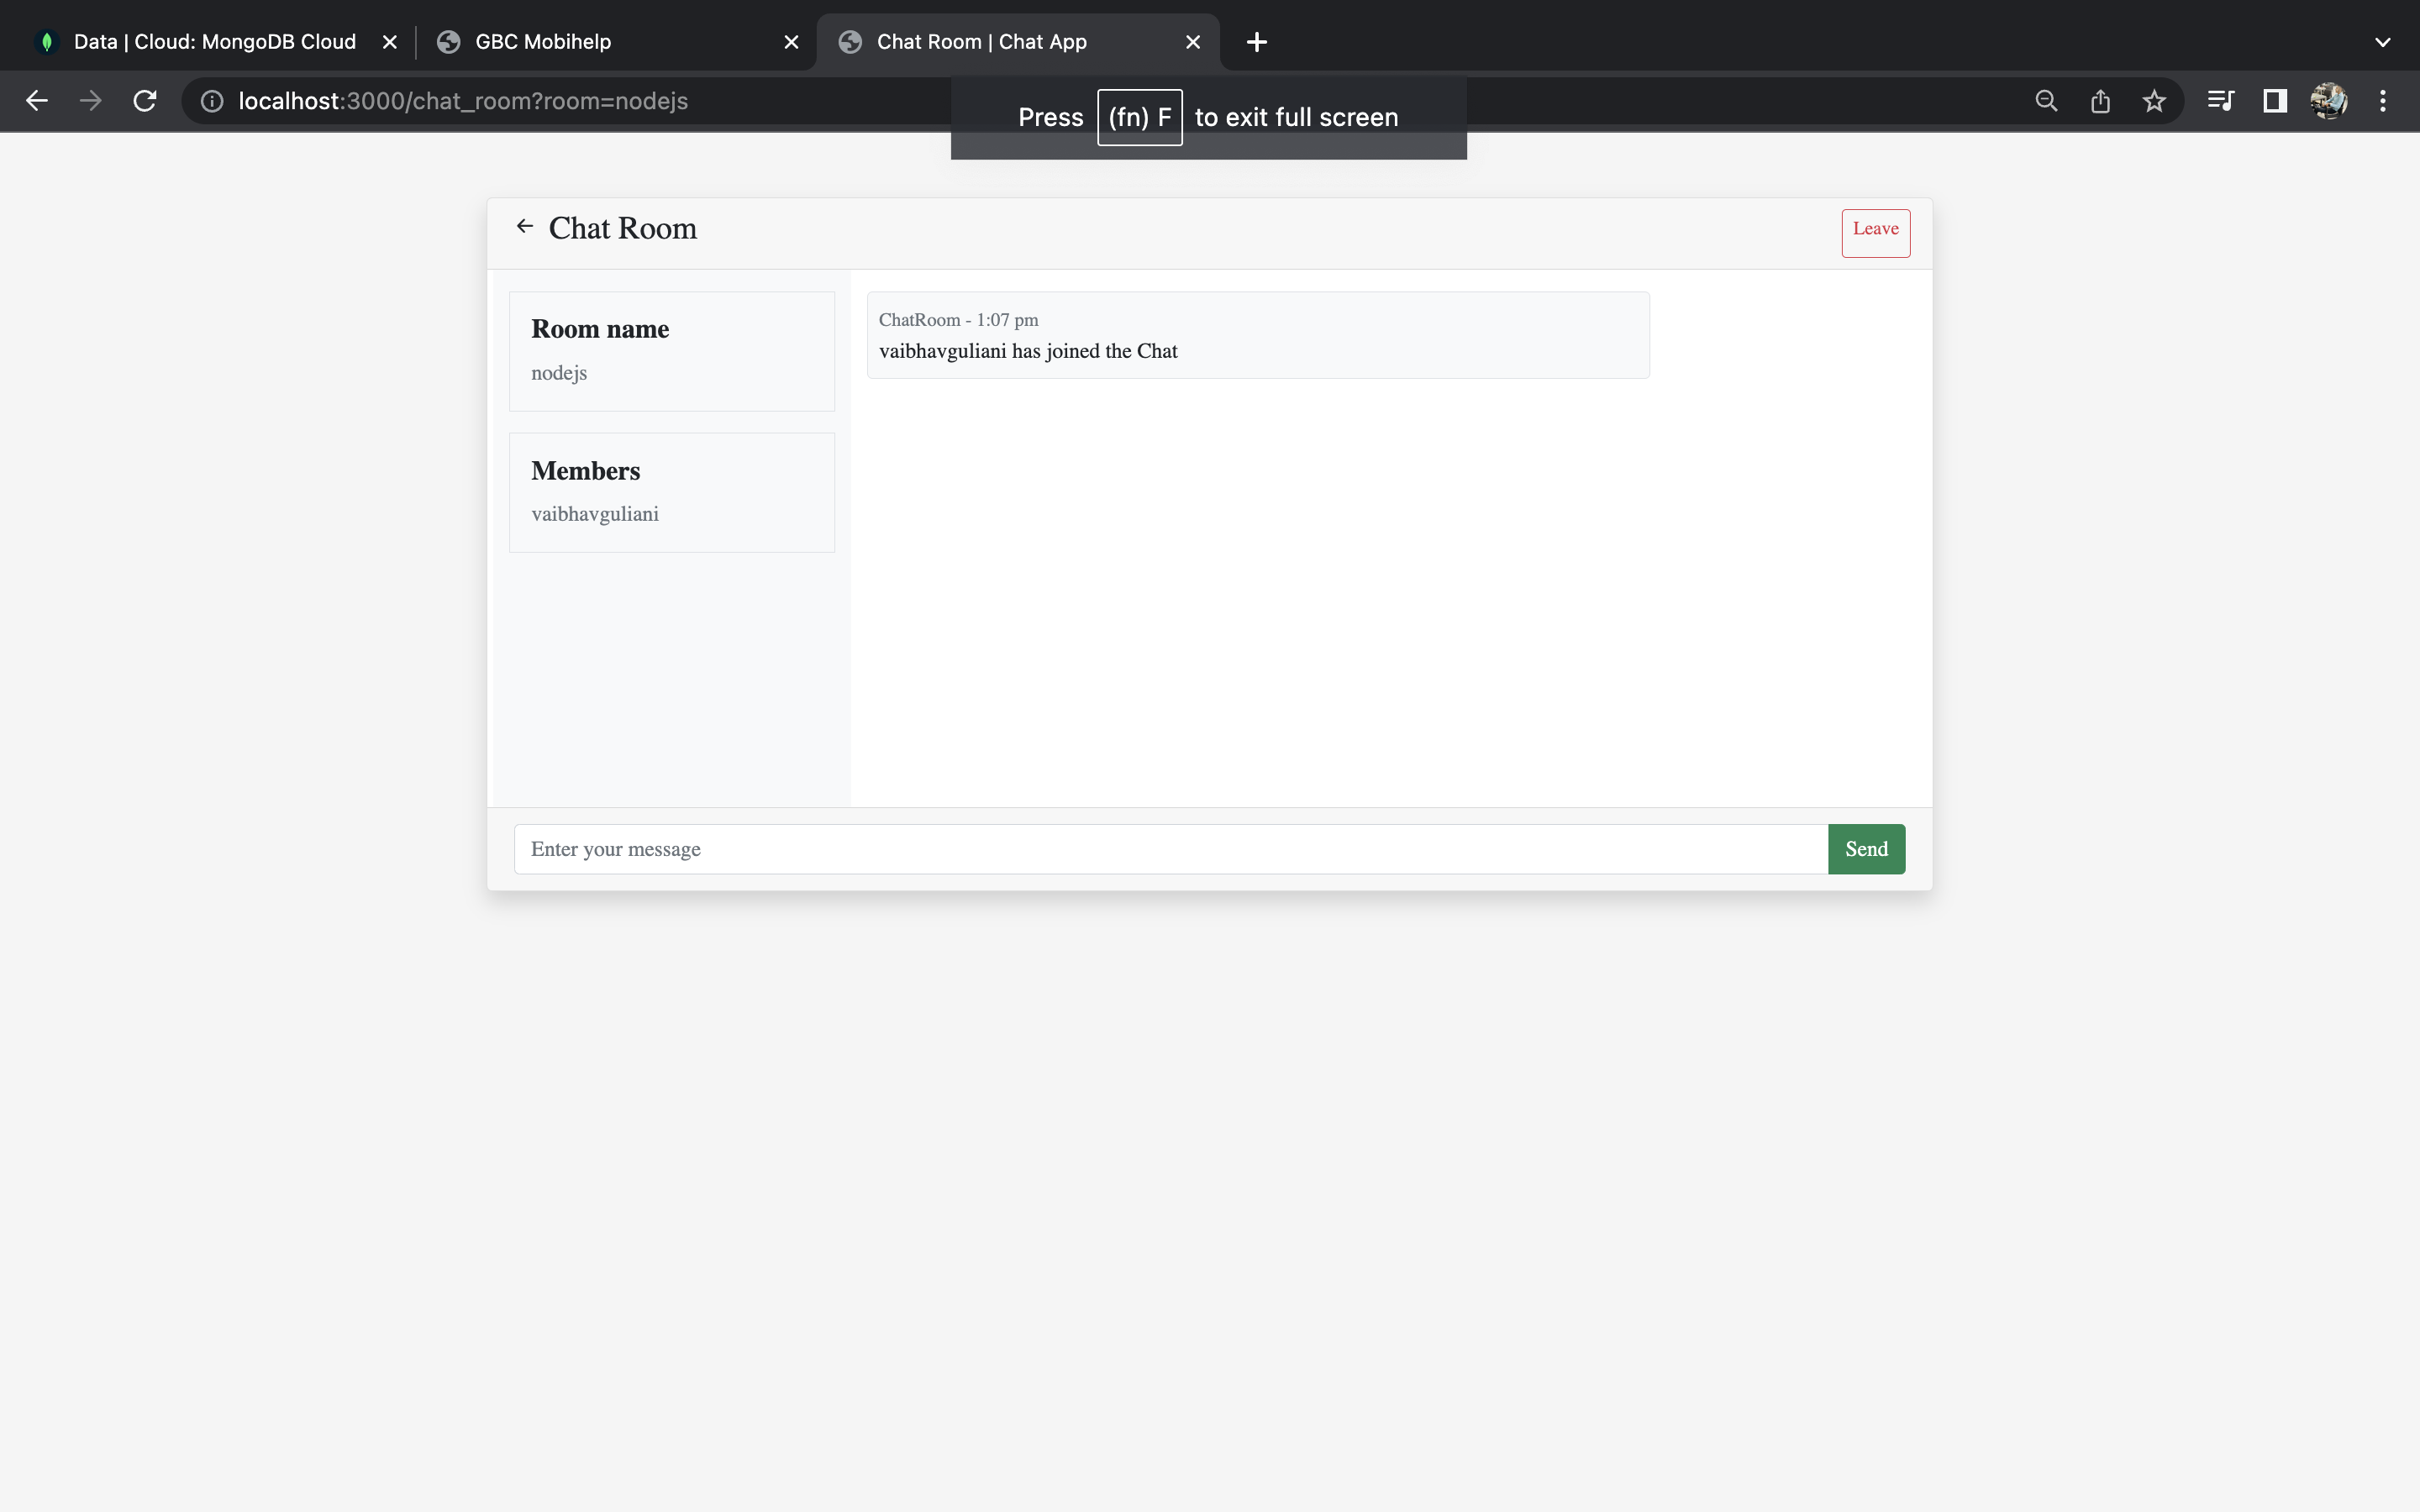 Data | Cloud: MongoDB Cloud
GBC Mobihelp
Chat Room | Chat App
localhost:3000/chat_room?room=nodejs
Press (fn) F to exit full screen
Chat Room
Leave
Room name
nodejs
Members
vaibhavguliani
ChatRoom - 1:07 pm
vaibhavguliani has joined the Chat
Enter your message
Send